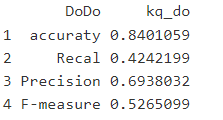 DoDo kq_do
1 accuraty 0.8401059
2 Recal 0.4242199
3 Precision 0.6938032
4 F-measure 0.5265099